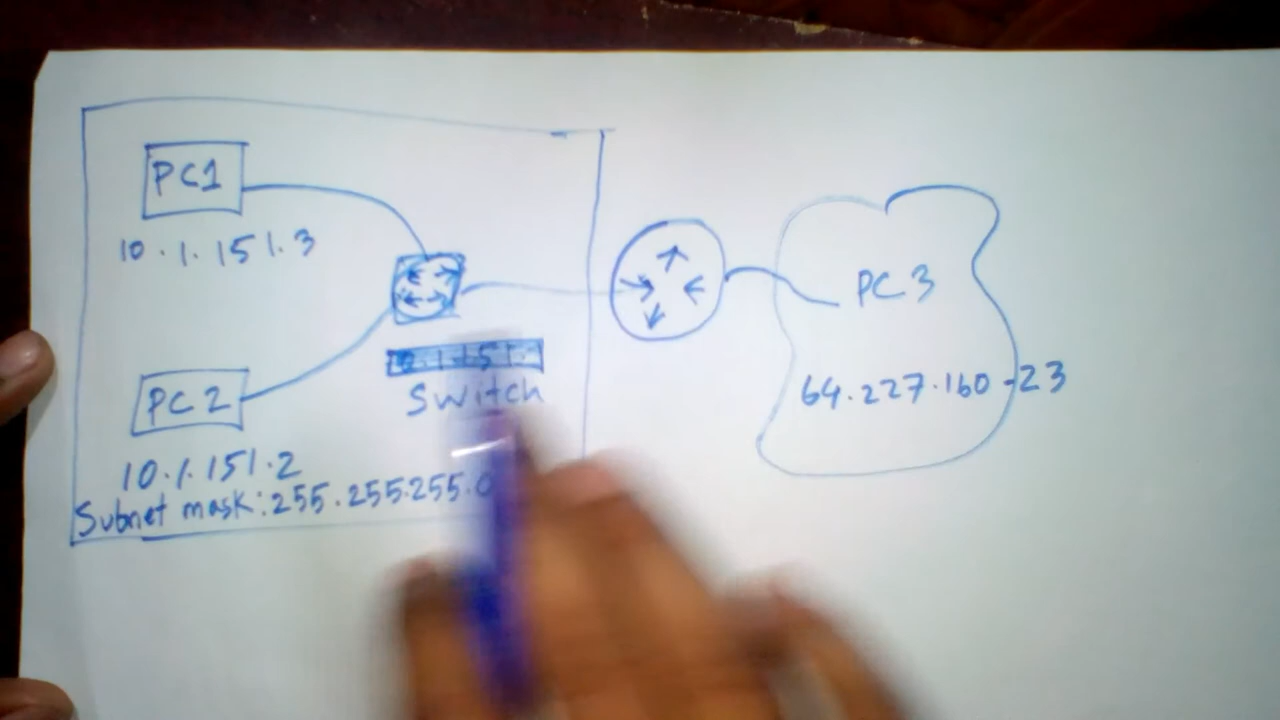 PC1
10.1.151.3
PC2
10.1.151.2
Subnet mask:255.255.255.0
Switch
PC3
64.227.160.23